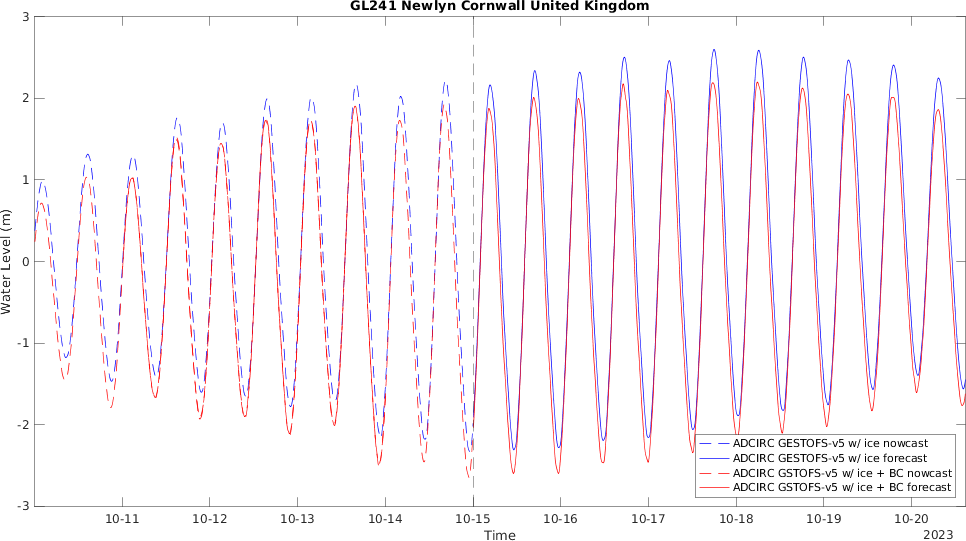 GL241 Newlyn Cornwall United Kingdom
3
2
1
0
-1
-2
-3
Water Level (m)
ADCIRC GESTOFS-v5 w/ ice nowcast
ADCIRC GESTOFS-v5 w/ ice forecast
ADCIRC GSTOFS-v5 w/ ice + BC nowcast
ADCIRC GSTOFS-v5 w/ ice + BC forecast
10-11 10-12 10-13 10-14 10-15 10-16 10-17 10-18 10-19 10-20
Time
2023